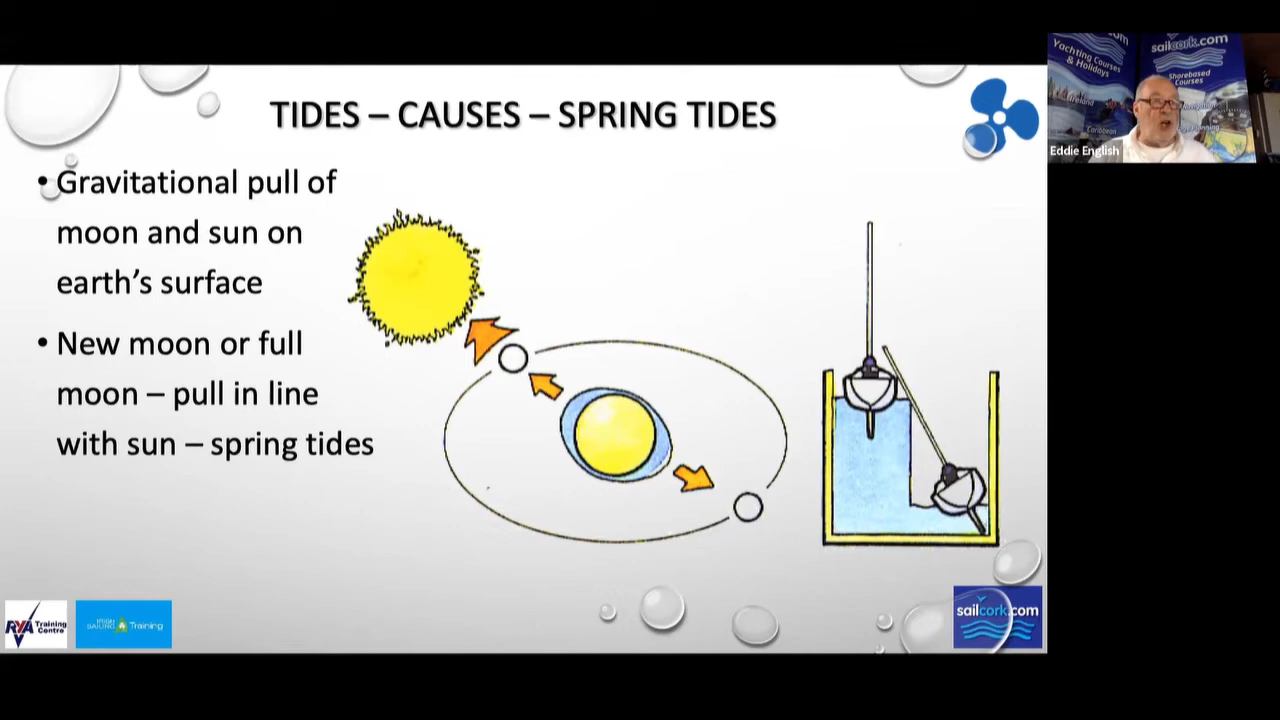 TIDES – CAUSES – SPRING TIDES
• Gravitational pull of
moon and sun on
earth's surface
• New moon or full
moon – pull in line
with sun – spring tides
RYA Training
Centre
IRISH
SAILING Training
sailcork.com
Yachting Courses
& Holidays
Ireland
Caribbean
sailcork.com
Shorebased
Courses
Eddie English